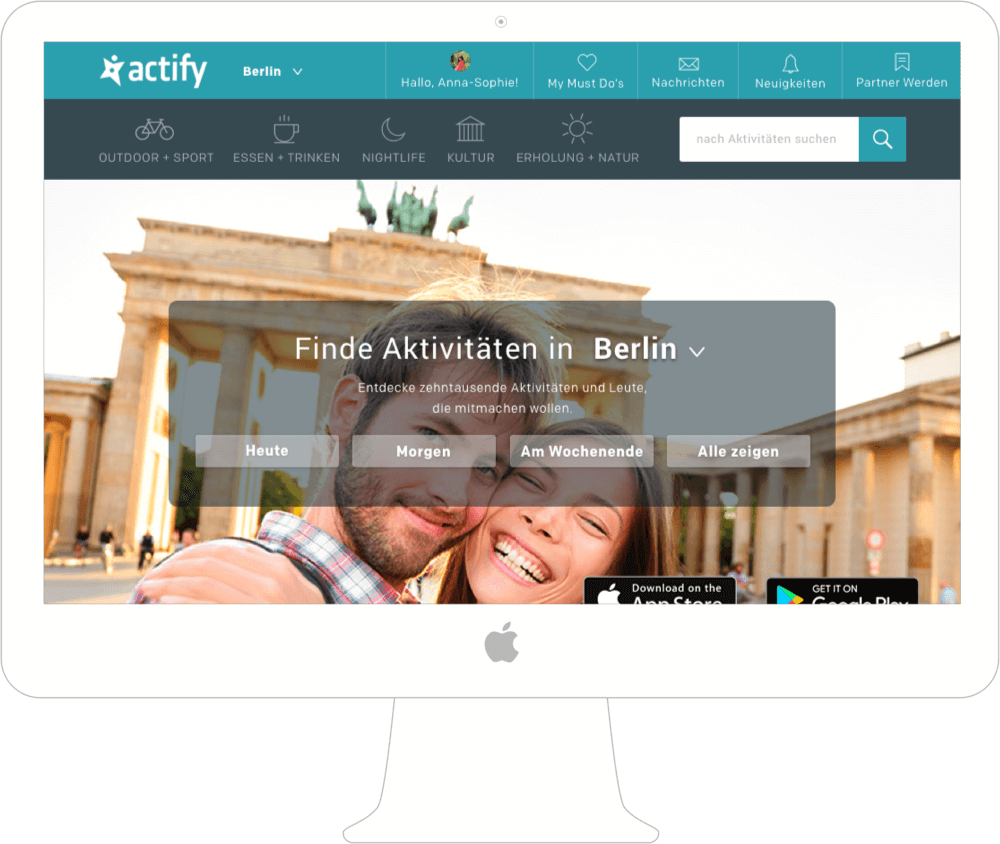 actify
Berlin
Hallo, Anna-Sophie!
My Must Do's
Nachrichten
Neuigkeiten
Partner Werden
OUTDOOR + SPORT
ESSEN + TRINKEN
NIGHTLIFE
KULTUR
ERHOLUNG + NATUR
nach Aktivitäten suchen
Finde Aktivitäten in Berlin
Entdecke zehntausende Aktivitäten und Leute,
die mitmachen wollen.
Heute
Morgen
Am Wochenende
Alle zeigen
Download on the
App Store
GET IT ON
Google Play